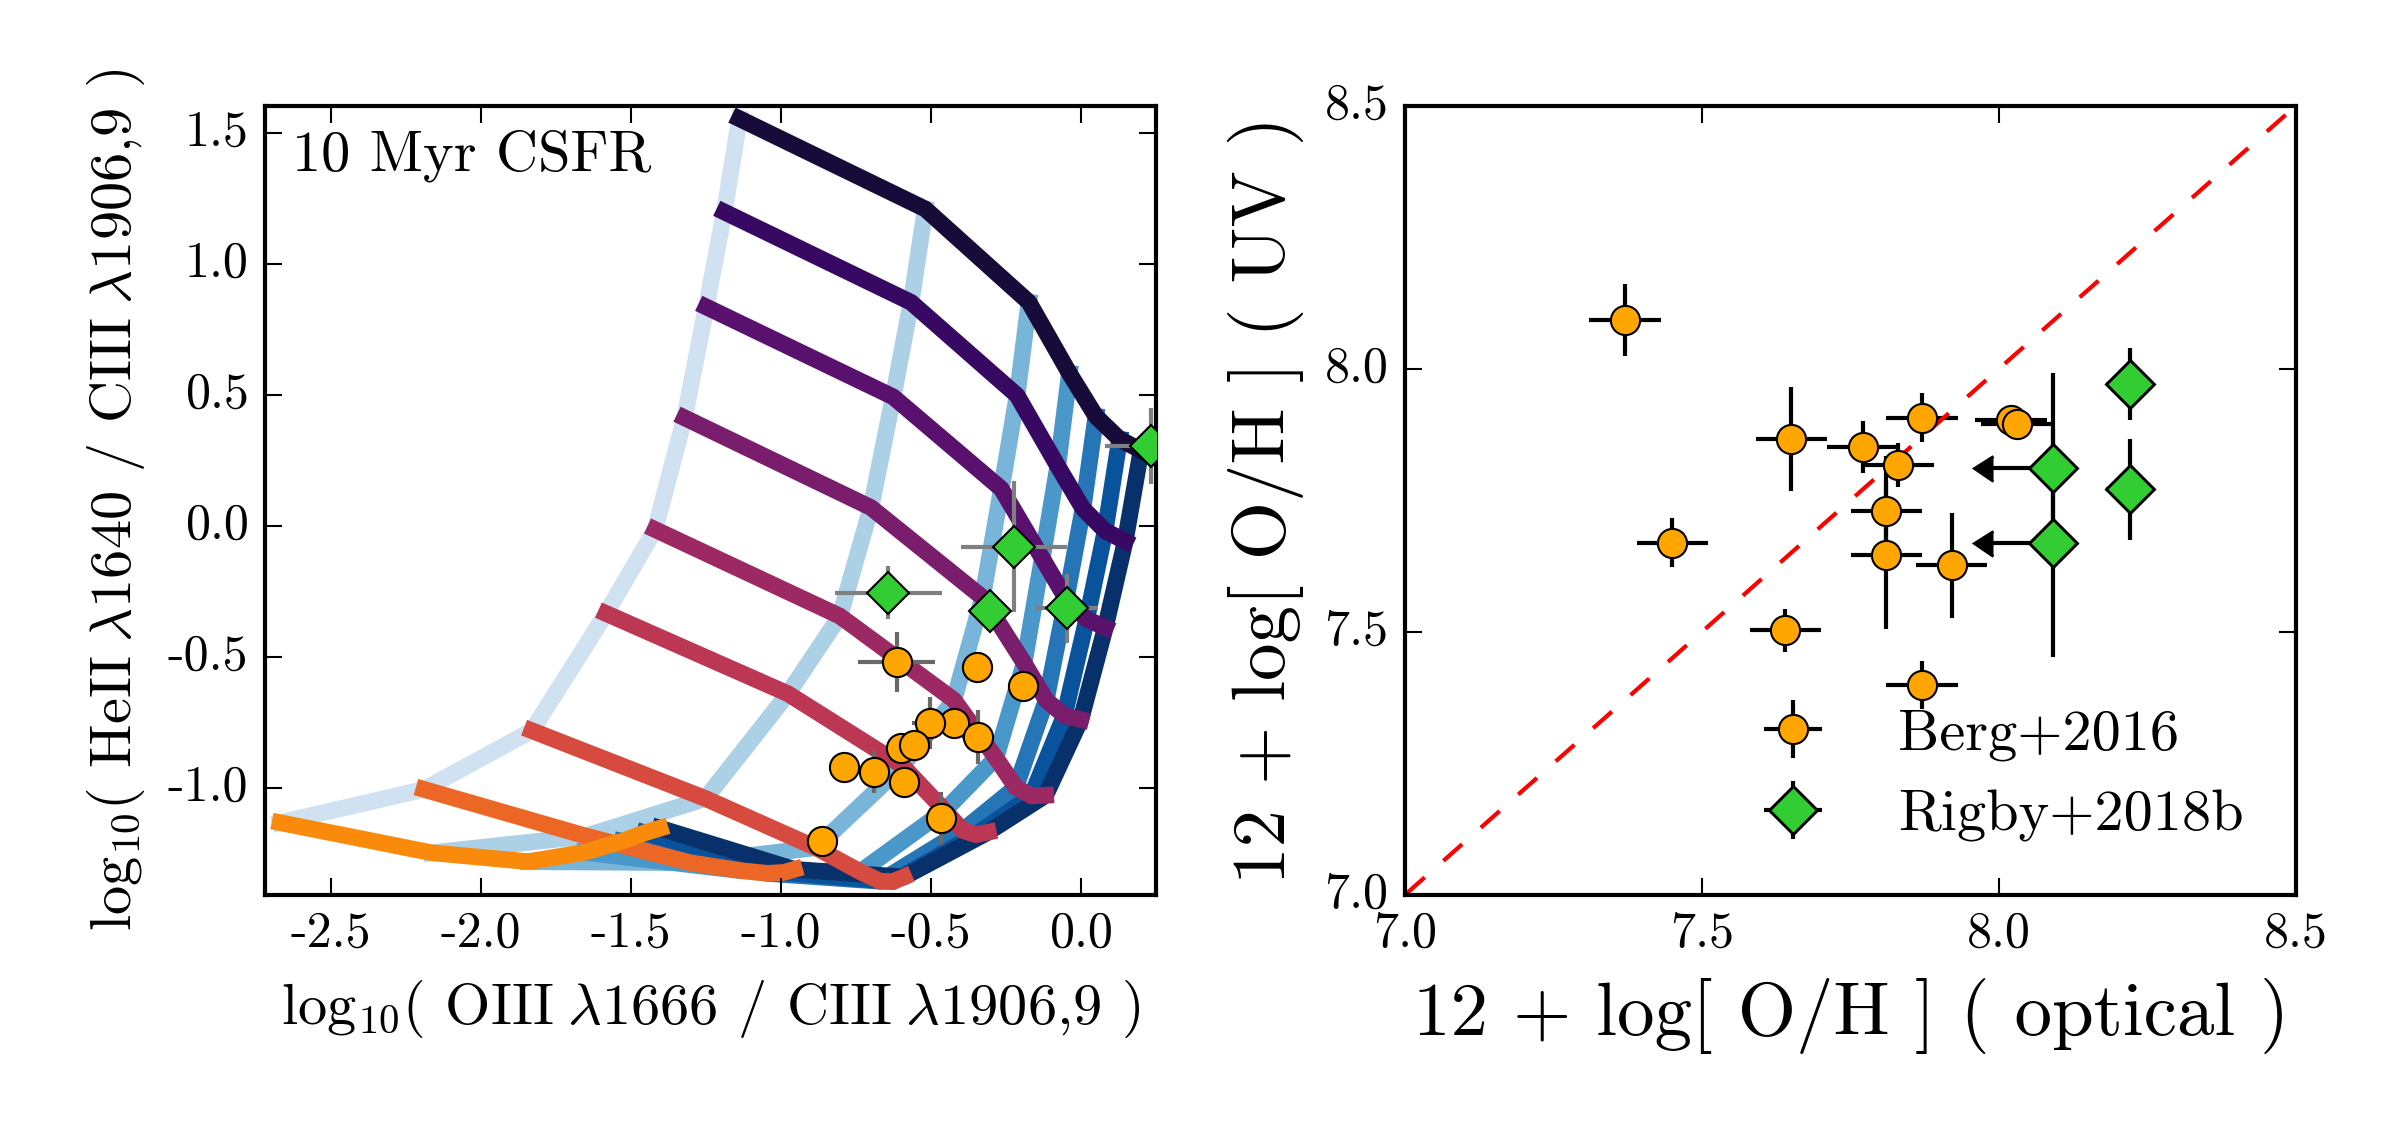 10 Myr CSFR
1.5
1.0
0.5
0.0
-0.5
-1.0
log₁₀( HeII λ1640 / CIII λ1906,9 )
-2.5 -2.0 -1.5 -1.0 -0.5 0.0
log₁₀( OIII λ1666 / CIII λ1906,9 )
8.5
8.0
7.5
7.0
12 + log[ O/H ] ( UV )
Berg+2016
Rigby+2018b
7.0 7.5 8.0 8.5
12 + log[ O/H ] ( optical )